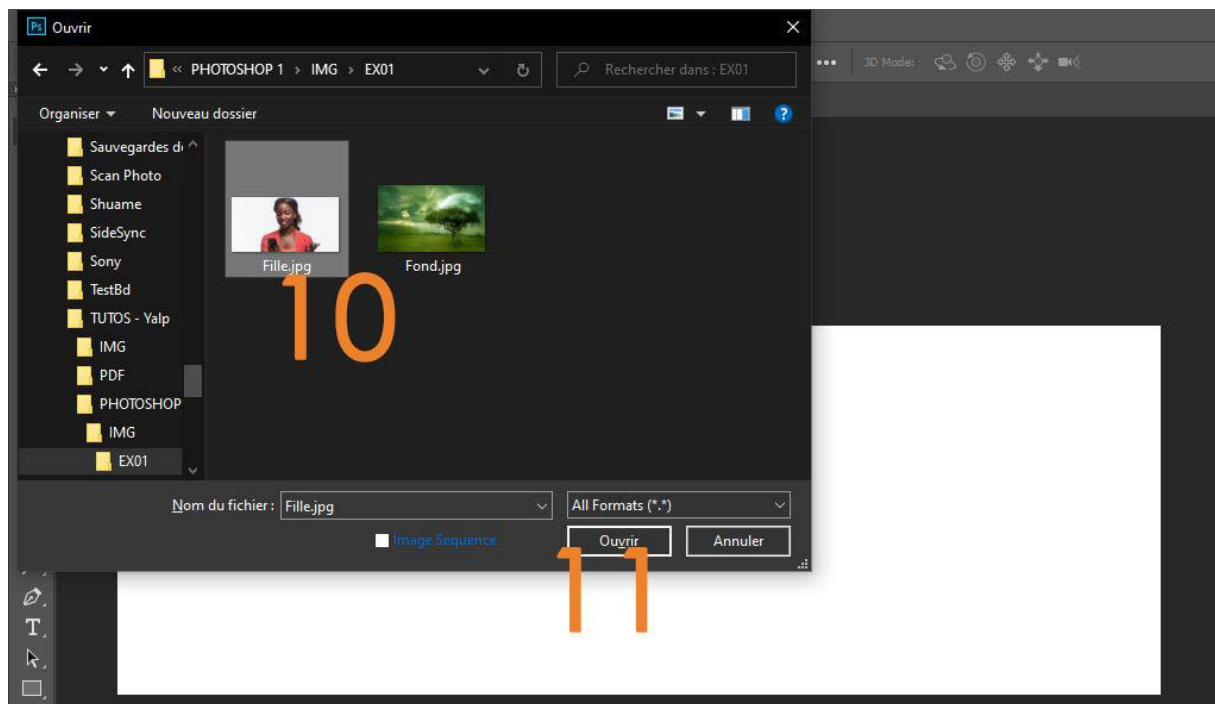 Ps Ouvrir
« PHOTOSHOP 1 › IMG › EX01
Rechercher dans : EX01
3D Mode:
Organiser
Nouveau dossier
Sauvegardes d
Scan Photo
Shuame
SideSync
Sony
TestBd
TUTOS - Yalp
IMG
PDF
PHOTOSHOP
IMG
EX01
Fille.jpg
Fond.jpg
10
Nom du fichier : Fille.jpg
All Formats (*.*)
Image Sequence
Ouvrir
Annuler
11
T